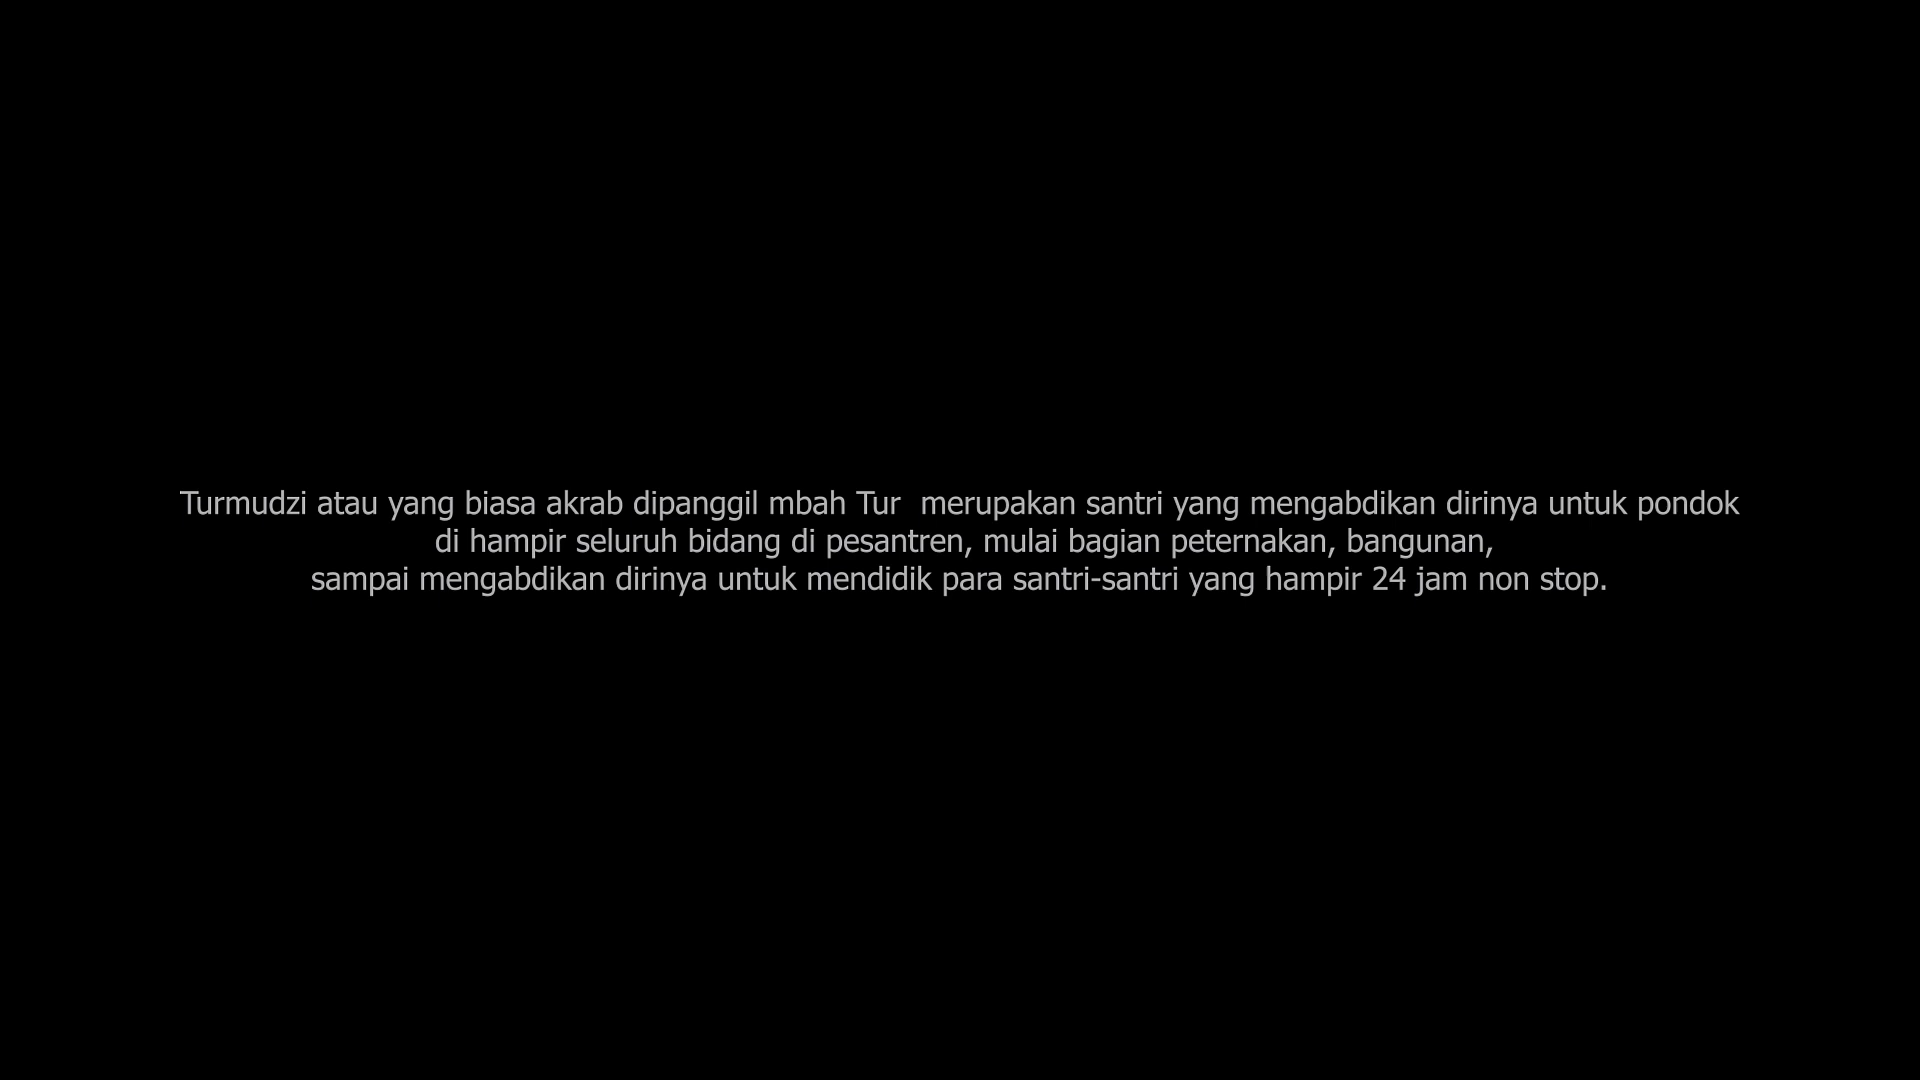 Turmudzi atau yang biasa akrab dipanggil mbah Tur  merupakan santri yang mengabdikan dirinya untuk pondok
di hampir seluruh bidang di pesantren, mulai bagian peternakan, bangunan,
sampai mengabdikan dirinya untuk mendidik para santri-santri yang hampir 24 jam non stop.